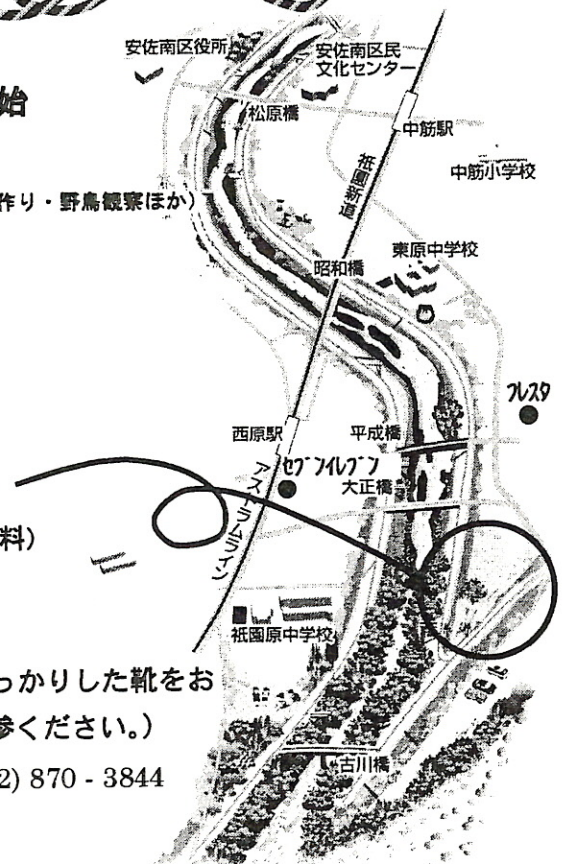 安佐南区役所
安佐南区民
文化センター
始
松原橋
中筋駅
祇園新道
中筋小学校
作り・野鳥観察ほか)
東原中学校
昭和橋
フレスタ
西原駅
平成橋
セブンイレブン
大正橋
アストラムライン
料)
祇園原中学校
っかりした靴をお
参ください。)
古川橋
2) 870 - 3844